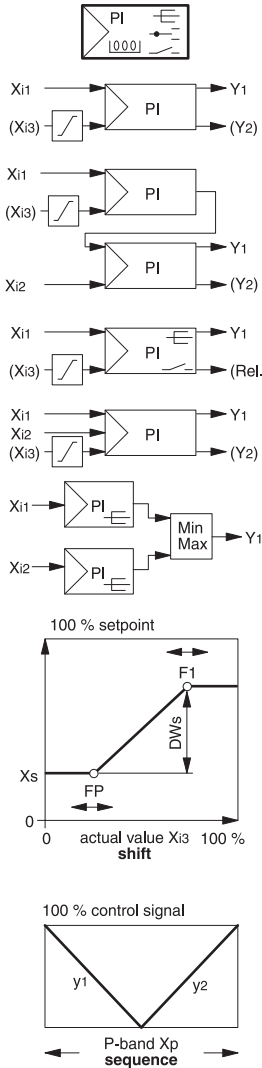 PI
Xi1 Y1
PI
(Xi3) (Y2)
Xi1
PI
(Xi3)
Y1
PI
Xi2 (Y2)
Xi1 Y1
PI
(Xi3) (Rel.
Xi1 Y1
Xi2 PI
(Xi3) (Y2)
PI
Xi1
Min
Max
Y1
Xi2 PI
100 % setpoint
F1
DWs
Xs
FP
0
0 actual value Xi3 100 %
shift
100 % control signal
y1 y2
P-band Xp
sequence